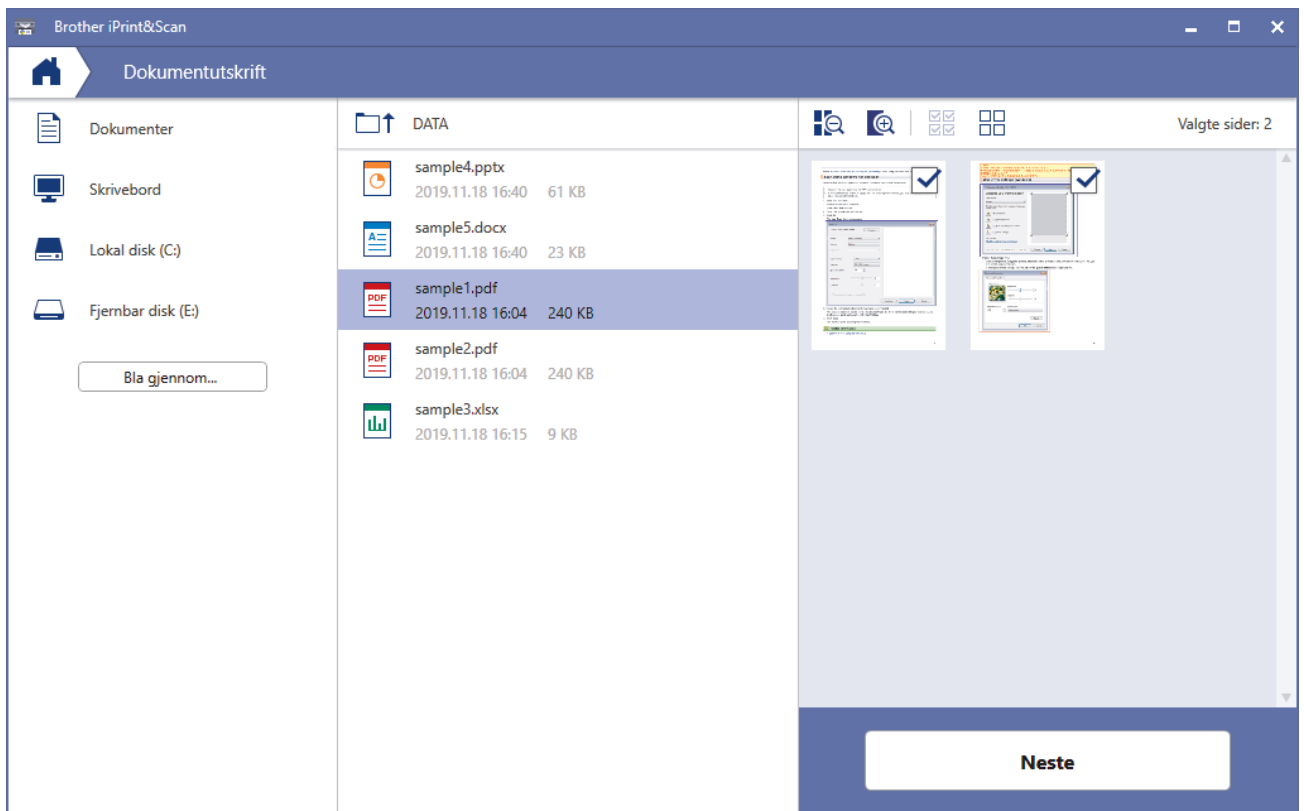 Brother iPrint&Scan
Dokumentutskrift
Dokumenter
Skrivebord
Lokal disk (C:)
Fjernbar disk (E:)
Bla gjennom...
DATA
sample4.pptx
2019.11.18 16:40 61 KB
sample5.docx
2019.11.18 16:40 23 KB
PDF
sample1.pdf
2019.11.18 16:04 240 KB
PDF
sample2.pdf
2019.11.18 16:04 240 KB
sample3.xlsx
2019.11.18 16:15 9 KB
Valgte sider: 2
Neste